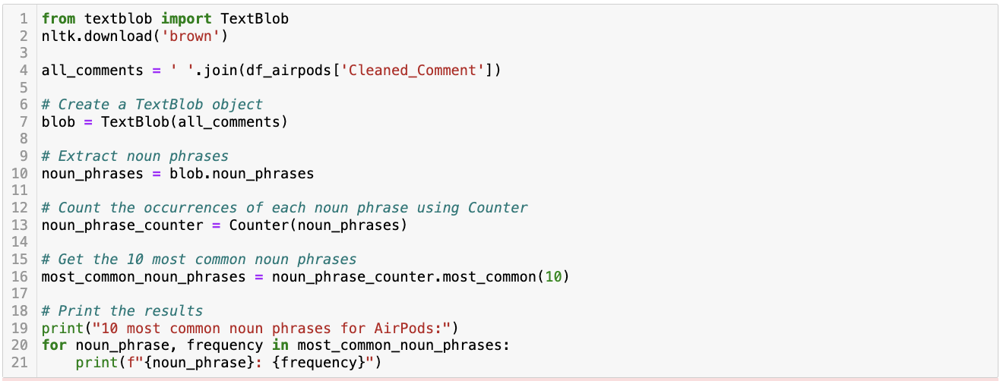 1 from textblob import TextBlob
2 nltk.download('brown')
3
4 all_comments = ' '.join(df_airpods['Cleaned_Comment'])
5
6 # Create a TextBlob object
7 blob = TextBlob(all_comments)
8
9 # Extract noun phrases
10 noun_phrases = blob.noun_phrases
11
12 # Count the occurrences of each noun phrase using Counter
13 noun_phrase_counter = Counter(noun_phrases)
14
15 # Get the 10 most common noun phrases
16 most_common_noun_phrases = noun_phrase_counter.most_common(10)
17
18 # Print the results
19 print("10 most common noun phrases for AirPods:")
20 for noun_phrase, frequency in most_common_noun_phrases:
21     print(f"{noun_phrase}: {frequency}")